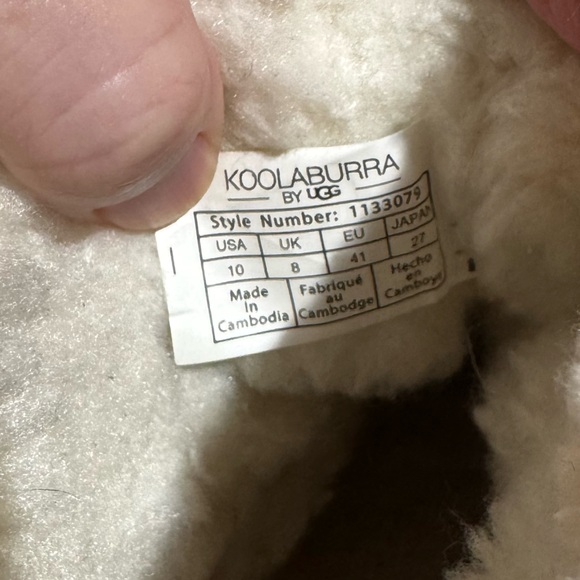 KOOLABURRA
BY UGG
Style Number: 1133079
USA UK EU JAPAN
10 8 41 27
Made in Cambodia
Fabriqué au Cambodge
Hecho en Camboya